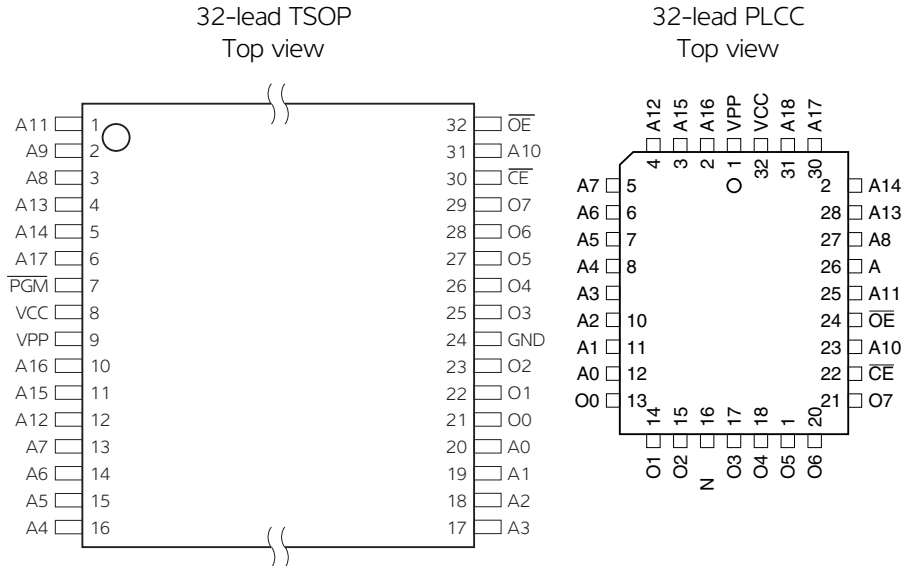 32-lead TSOP
Top view
A11 1
A9 2
A8 3
A13 4
A14 5
A17 6
PGM 7
VCC 8
VPP 9
A16 10
A15 11
A12 12
A7 13
A6 14
A5 15
A4 16
32 OE
31 A10
30 CE
29 O7
28 O6
27 O5
26 O4
25 O3
24 GND
23 O2
22 O1
21 O0
20 A0
19 A1
18 A2
17 A3
32-lead PLCC
Top view
A12 A15 A16 VPP VCC A18 A17
4 3 2 1 32 31 30
A7 5
A6 6
A5 7
A4 8
A3
A2 10
A1 11
A0 12
O0 13
2 A14
28 A13
27 A8
26 A
25 A11
24 OE
23 A10
22 CE
21 O7
14 15 16 17 18 1 20
O1 O2 N O3 O4 O5 O6